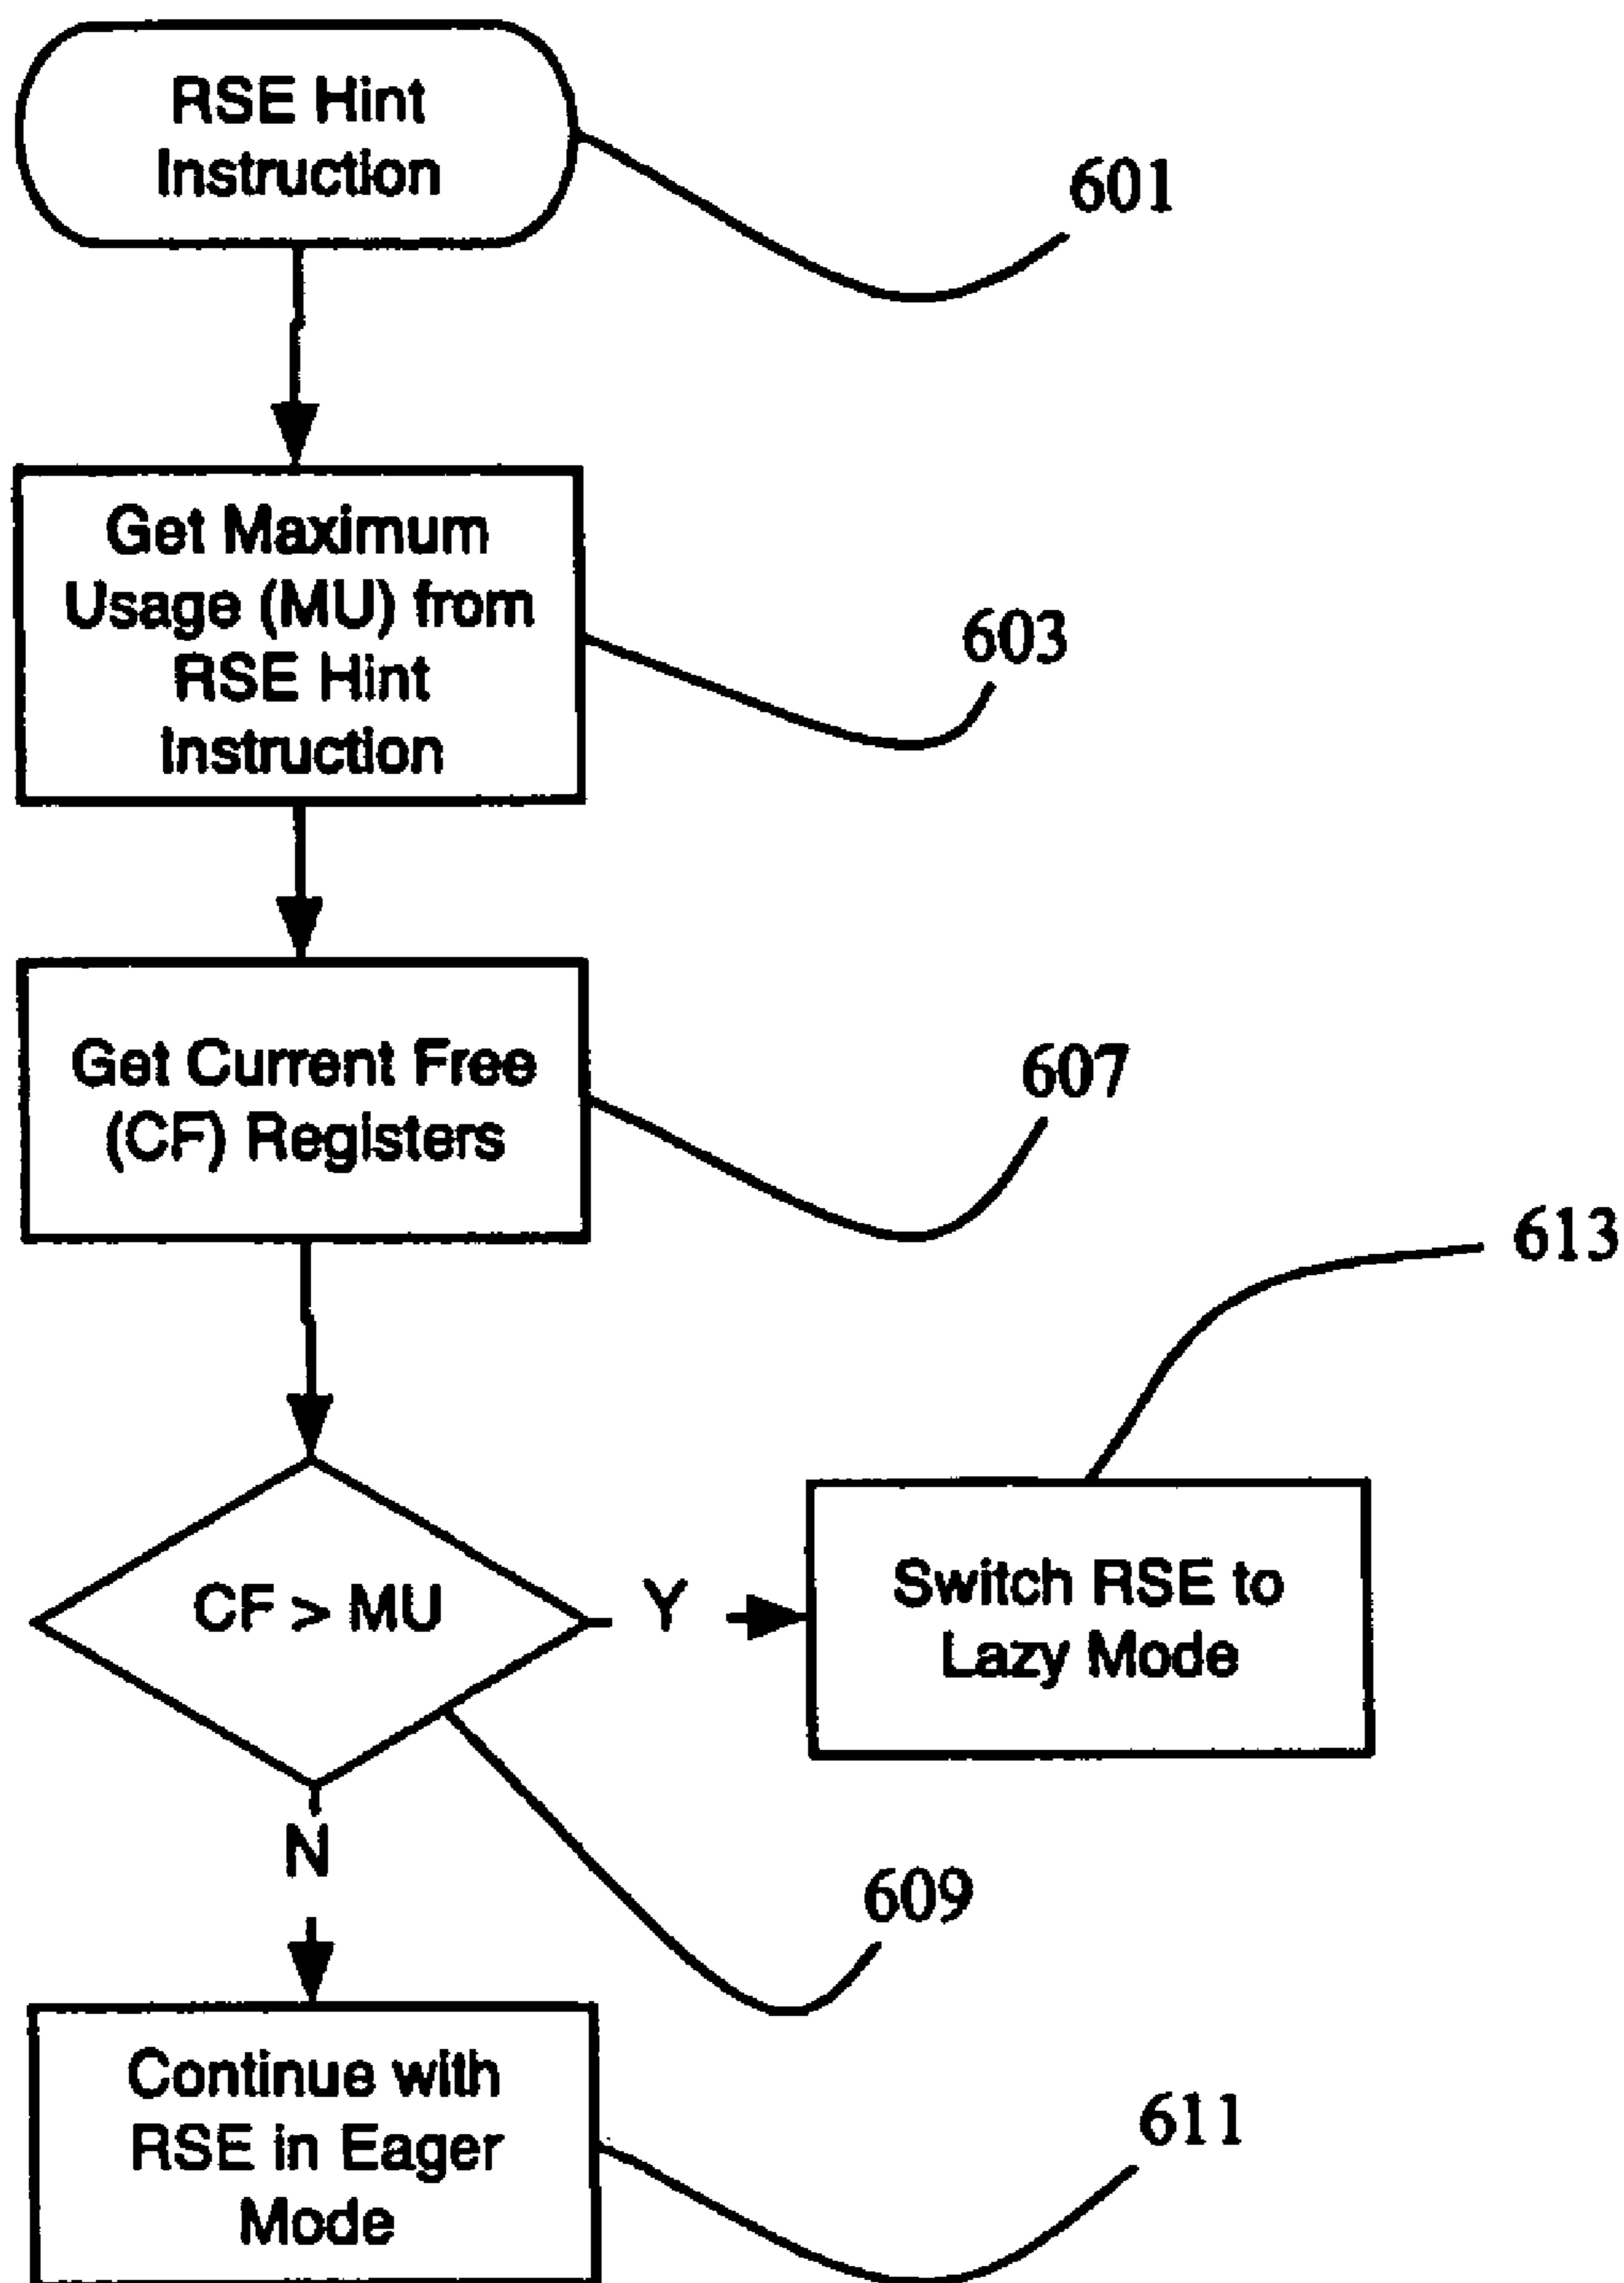 RSE Hint
Instruction
601
Get Maximum
Usage (MU) from
RSE Hint
Instruction
603
Get Current Free
(CF) Registers
607
613
CF > MU
Y
Switch RSE to
Lazy Mode
N
609
Continue with
RSE in Eager
Mode
611